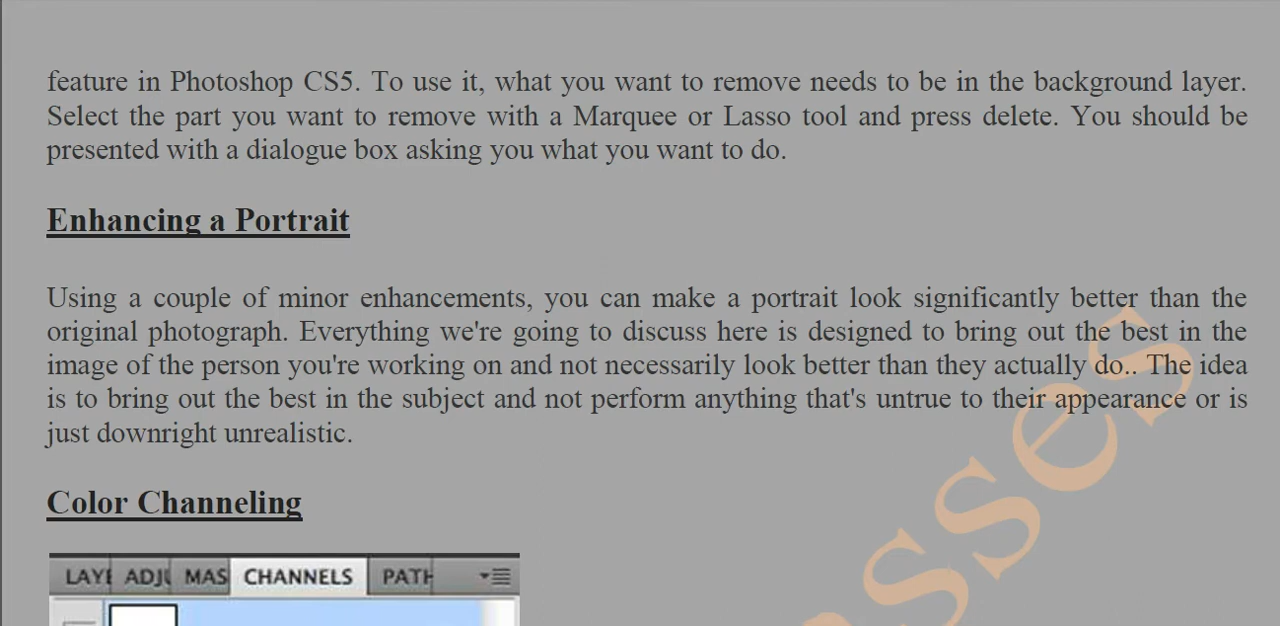 feature in Photoshop CS5. To use it, what you want to remove needs to be in the background layer.
Select the part you want to remove with a Marquee or Lasso tool and press delete. You should be
presented with a dialogue box asking you what you want to do.
Enhancing a Portrait
Using a couple of minor enhancements, you can make a portrait look significantly better than the
original photograph. Everything we're going to discuss here is designed to bring out the best in the
image of the person you're working on and not necessarily look better than they actually do.. The idea
is to bring out the best in the subject and not perform anything that's untrue to their appearance or is
just downright unrealistic.
Color Channeling
LAYE ADJU MAS CHANNELS PATH